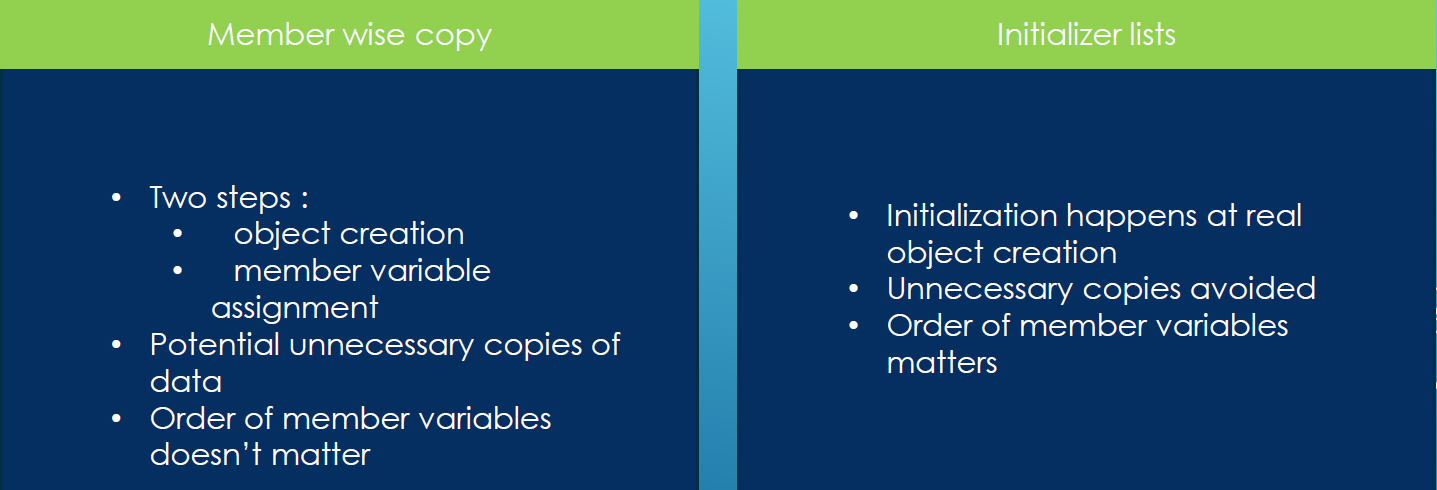 Member wise copy
• Two steps :
• object creation
• member variable
assignment
• Potential unnecessary copies of
data
• Order of member variables
doesn’t matter
Initializer lists
• Initialization happens at real
object creation
• Unnecessary copies avoided
• Order of member variables
matters